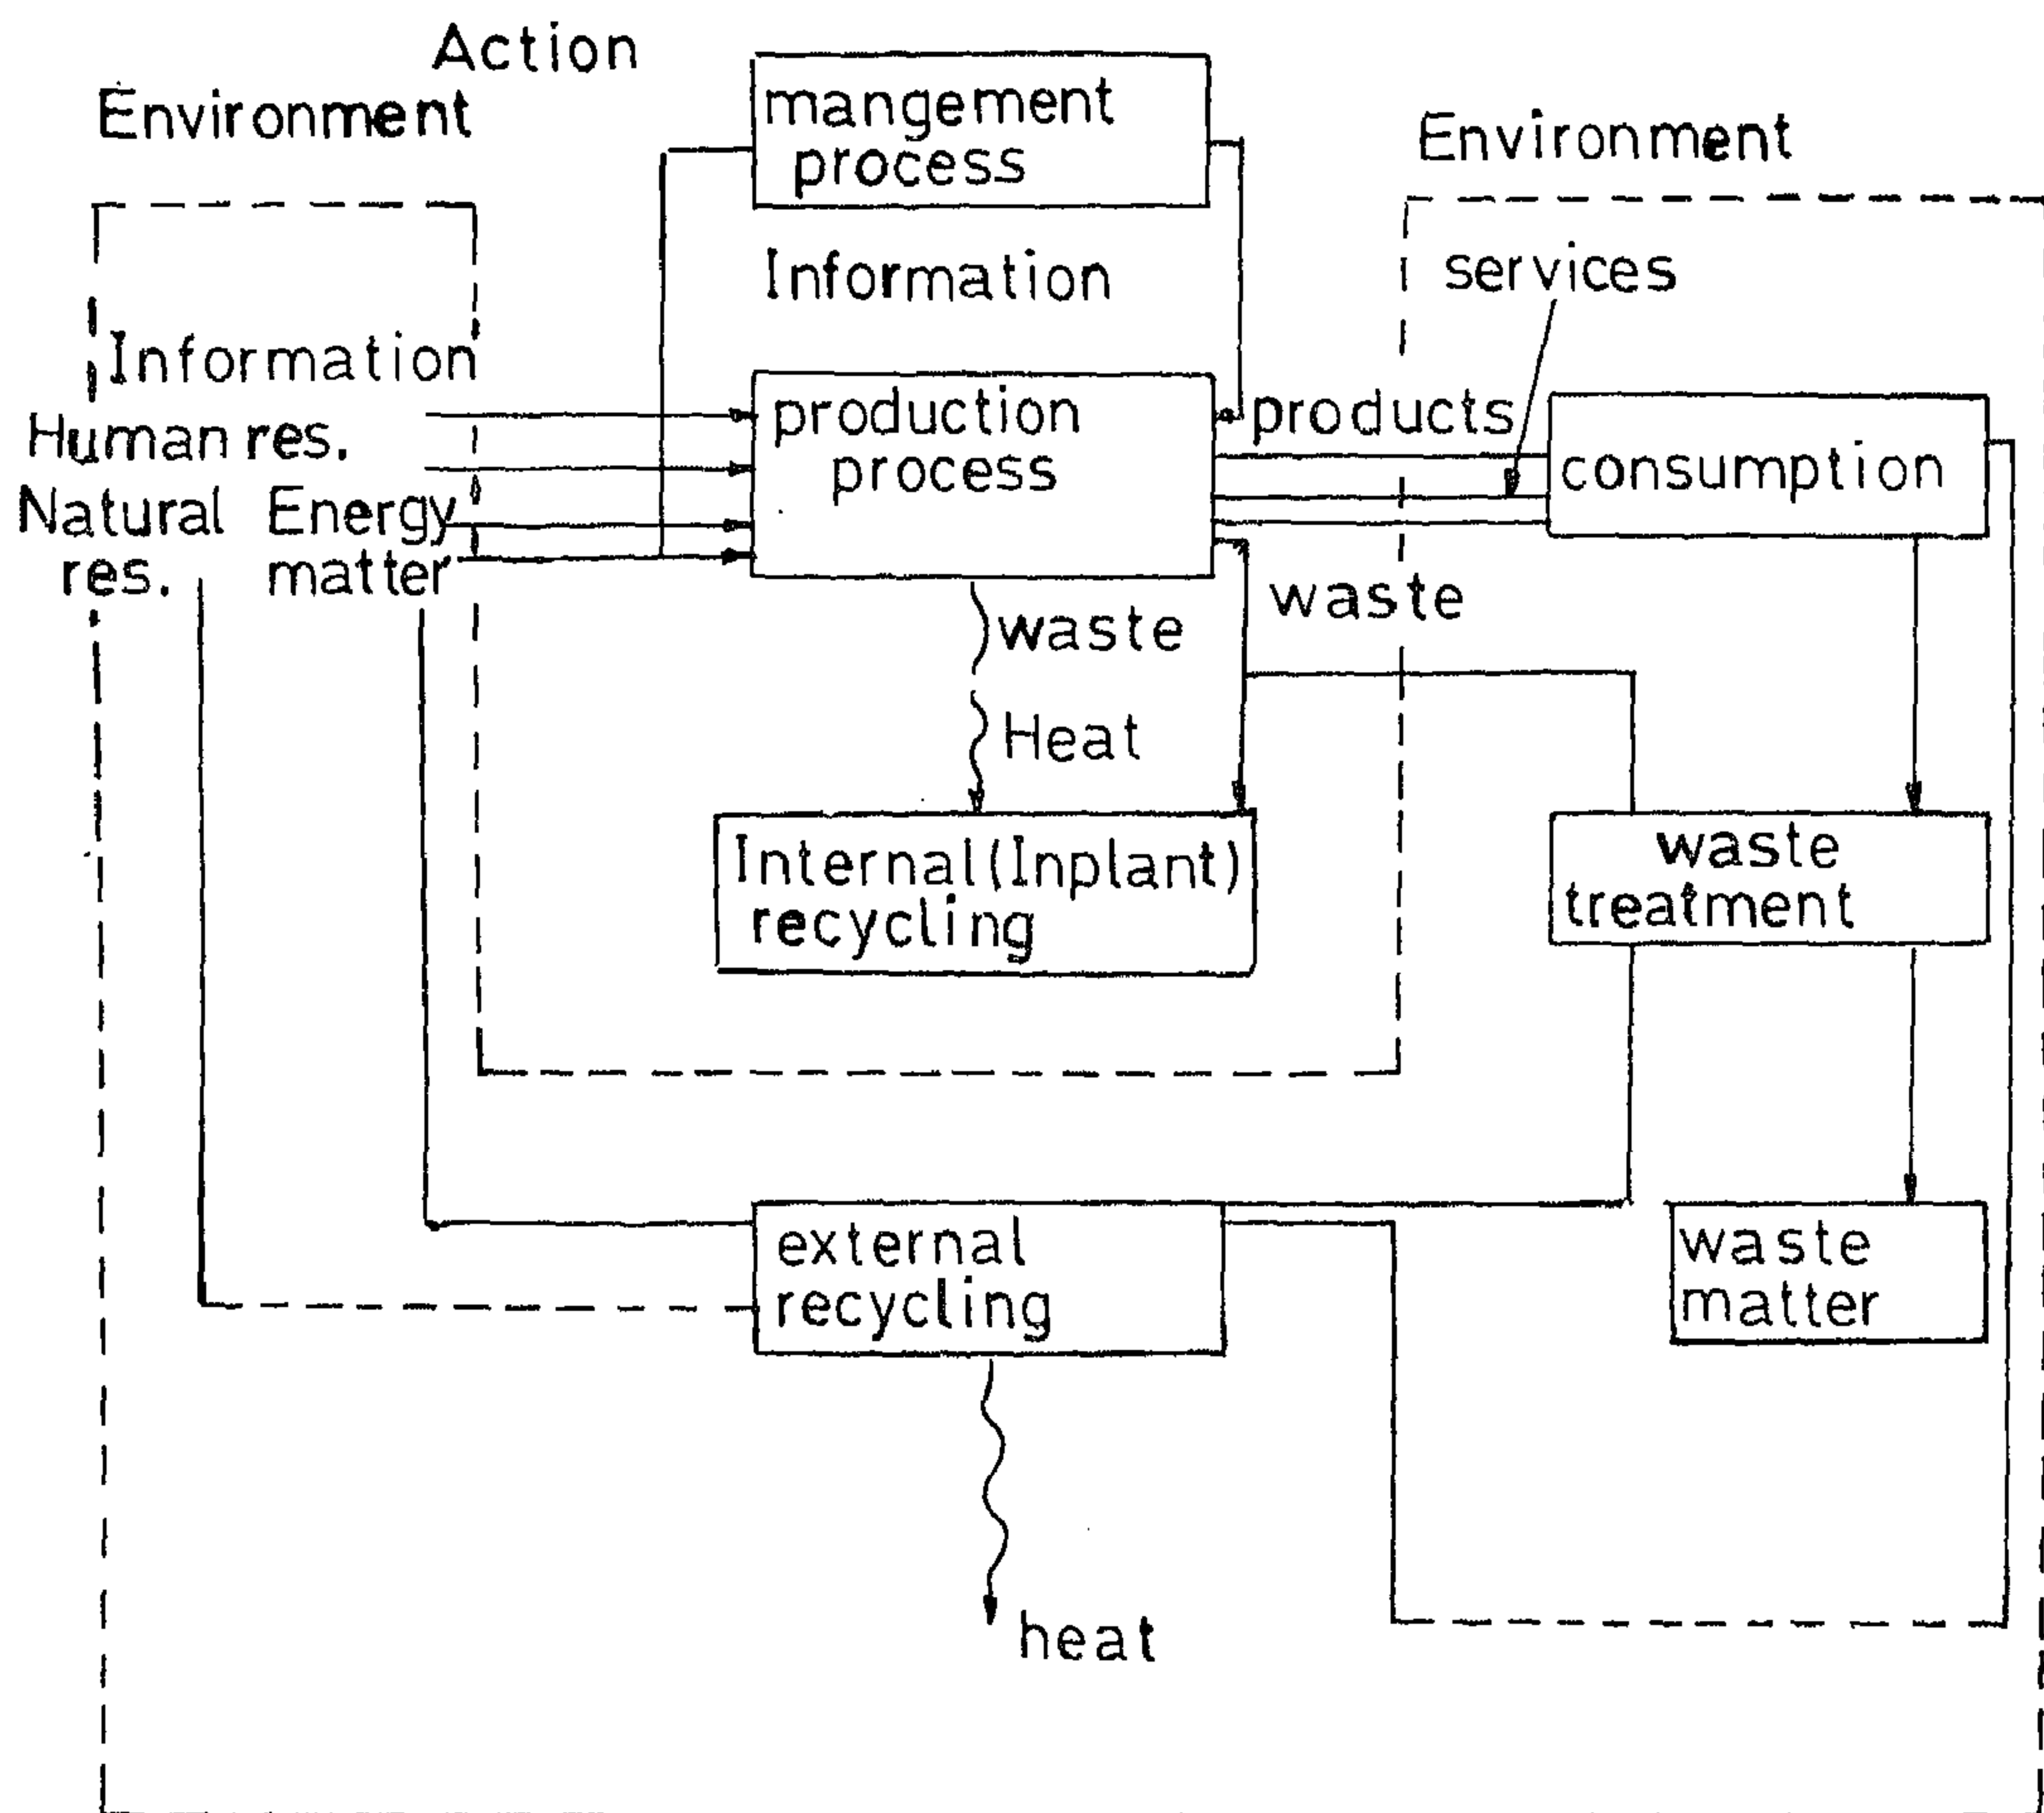 Action
Environment
mangement
process
Environment
Information
services
Information
Human res.
production
process
products
consumption
Natural Energy
res. matter
waste
waste
Heat
Internal(Inplant)
recycling
waste
treatment
external
recycling
waste
matter
heat